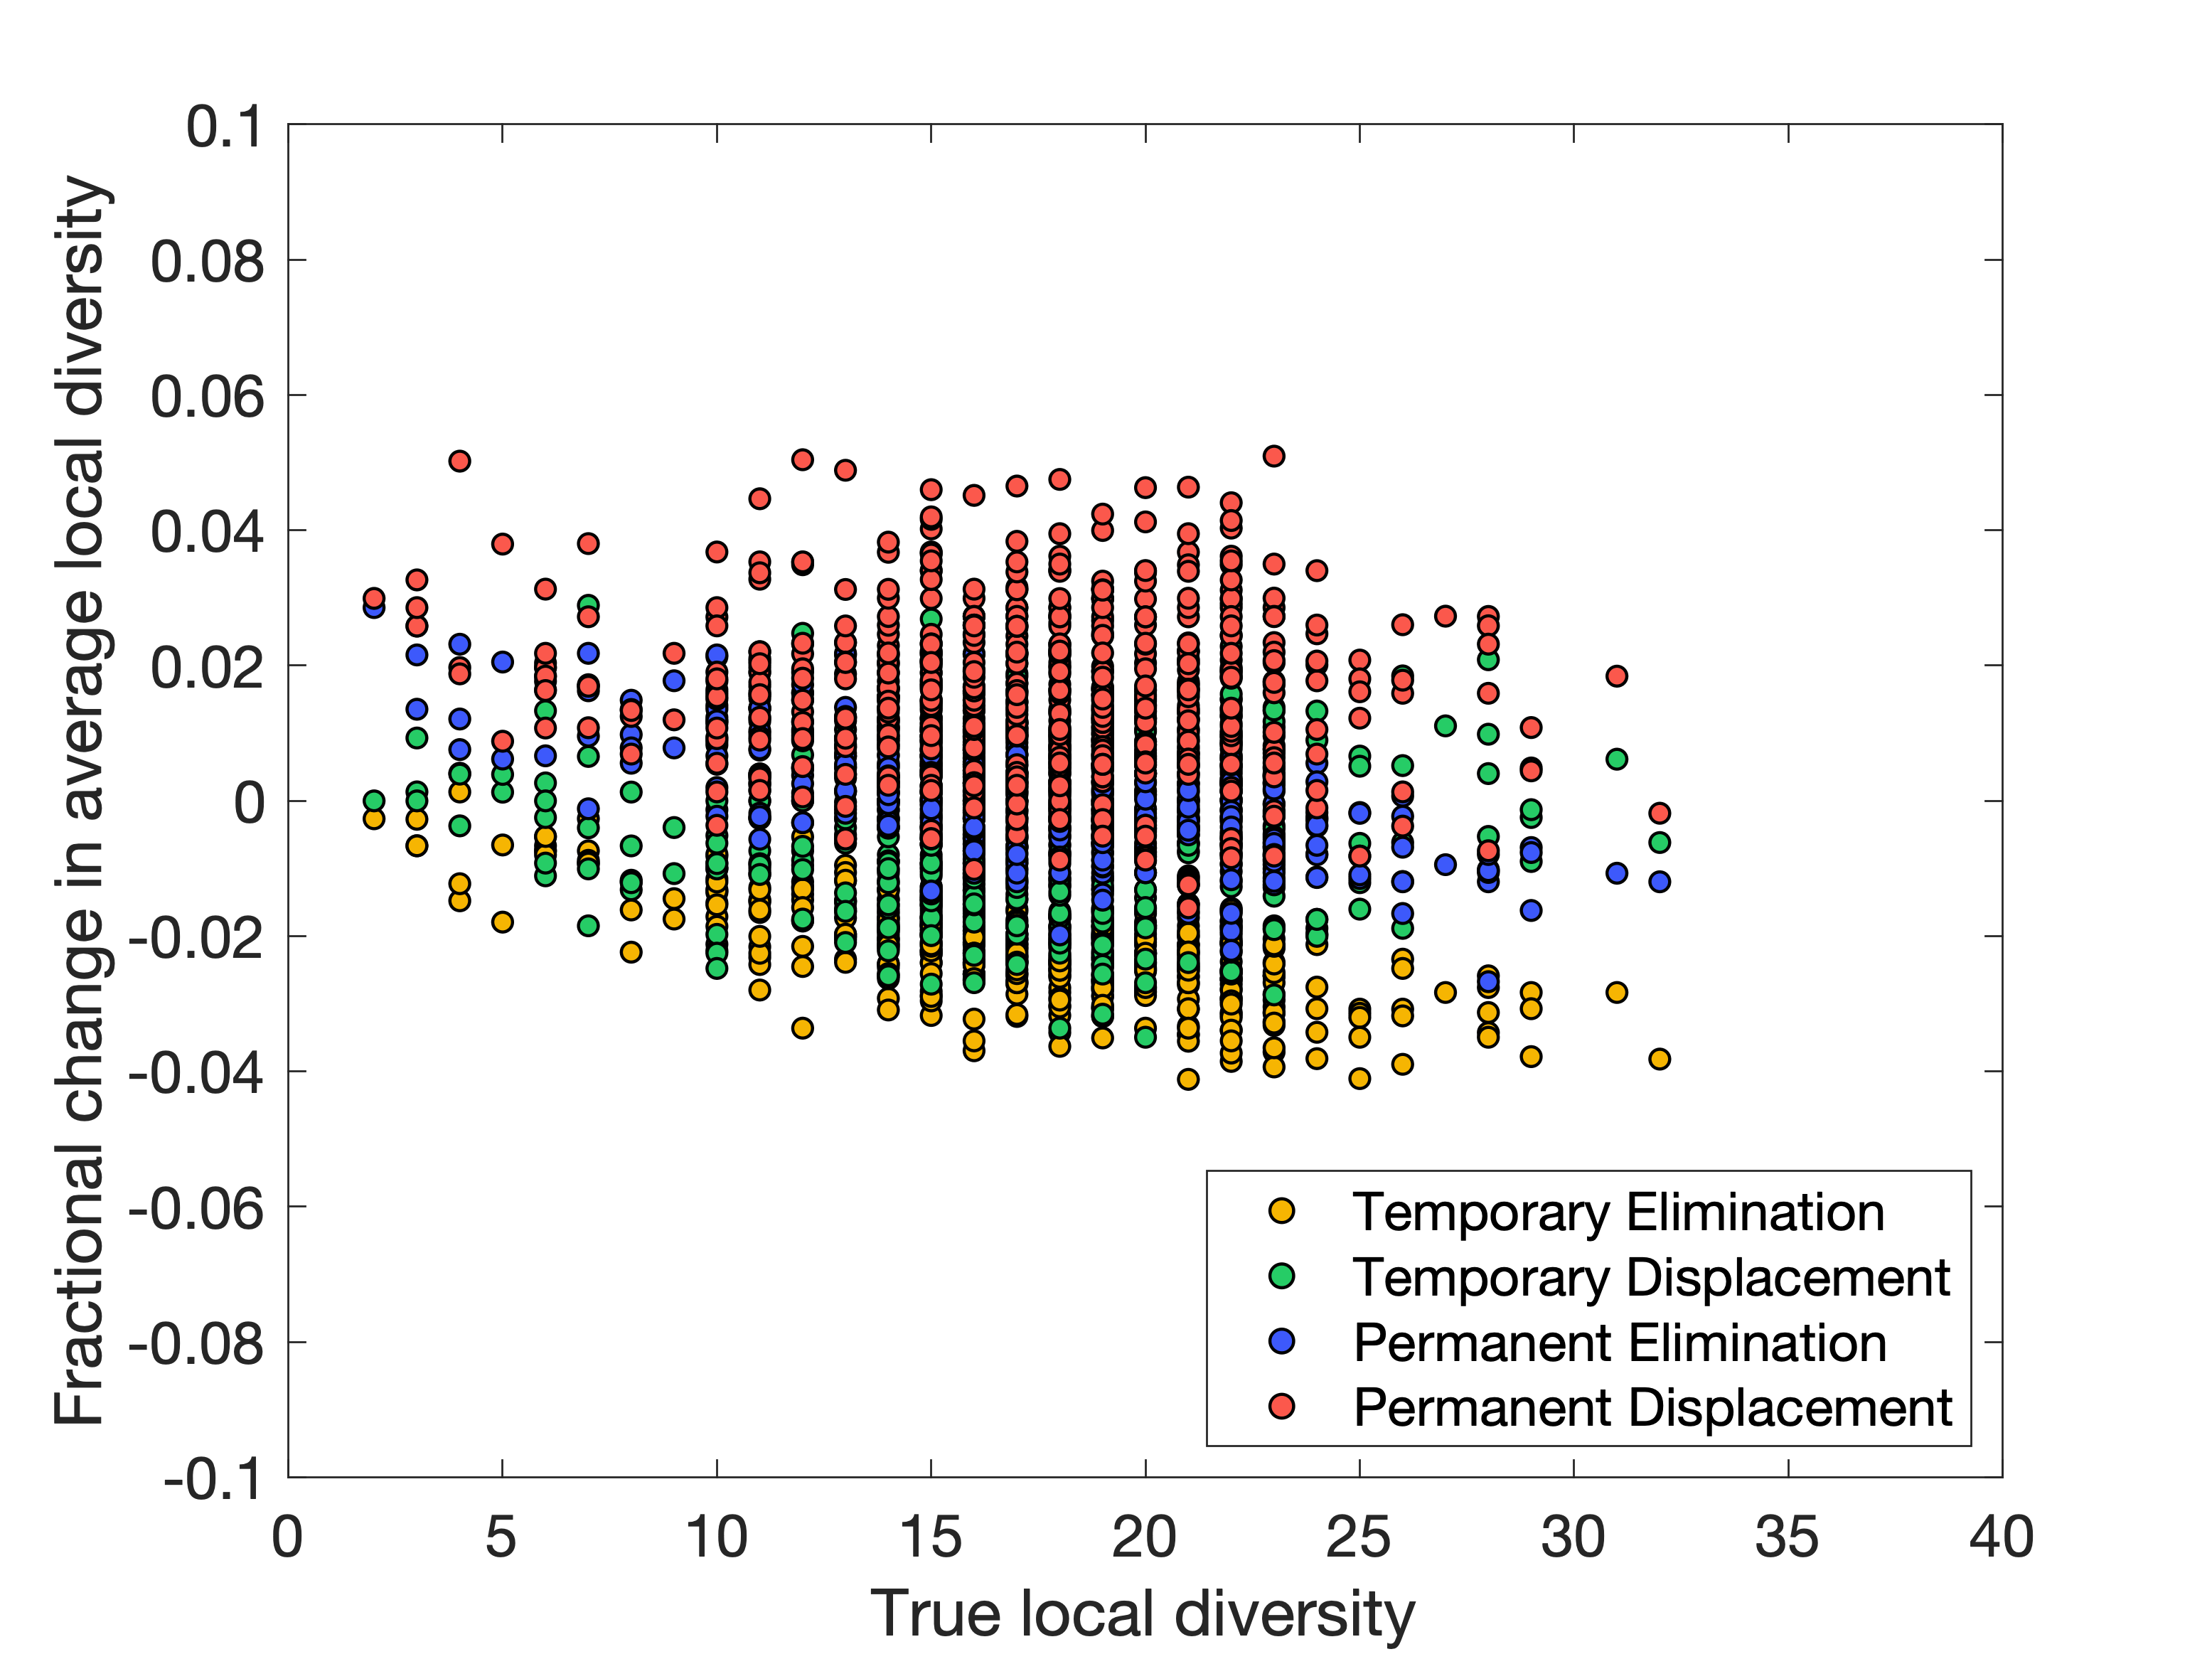 Fractional change in average local diversity
0.1
0.08
0.06
0.04
0.02
0
-0.02
-0.04
-0.06
-0.08
-0.1
Temporary Elimination
Temporary Displacement
Permanent Elimination
Permanent Displacement
0 5 10 15 20 25 30 35 40
True local diversity